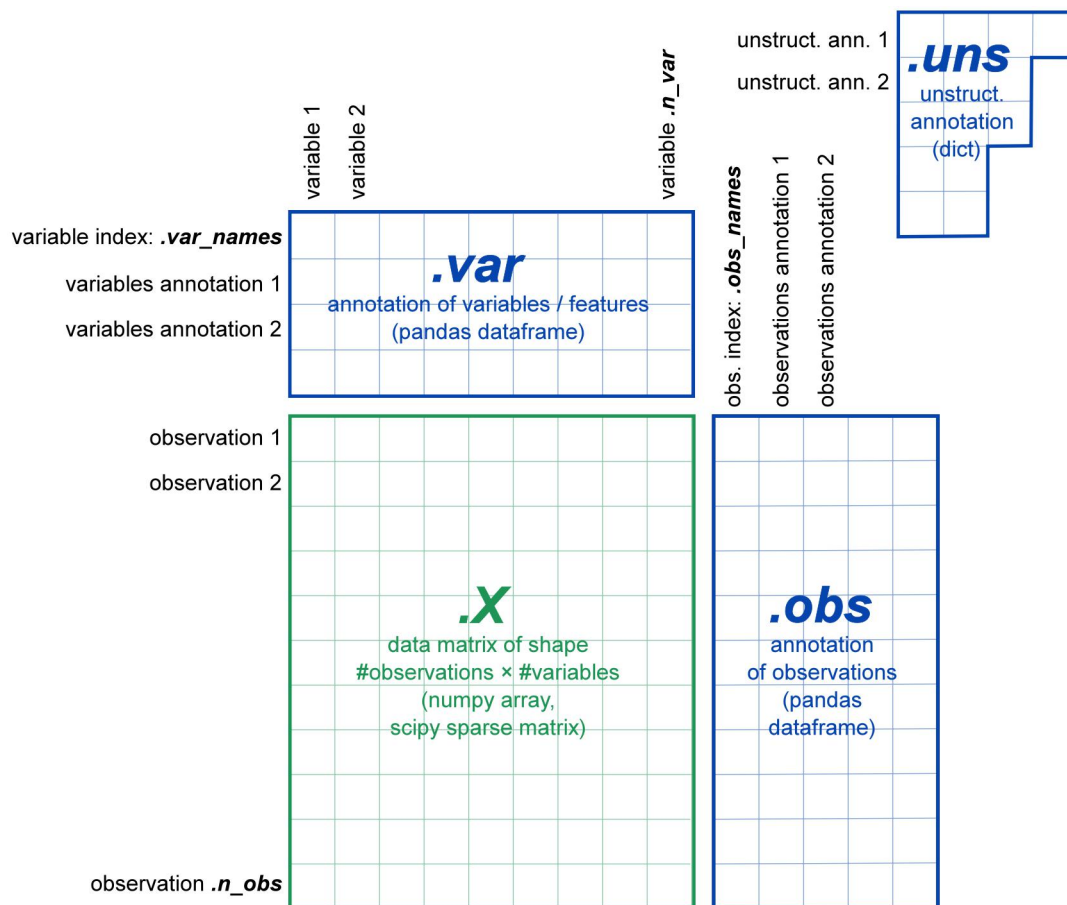 unstruct. ann. 1
unstruct. ann. 2
.uns
unstruct.
annotation
(dict)
variable 1
variable 2
variable .n_var
variable index: .var_names
variables annotation 1
variables annotation 2
.var
annotation of variables / features
(pandas dataframe)
obs. index: .obs_names
observations annotation 1
observations annotation 2
observation 1
observation 2
observation .n_obs
.X
data matrix of shape
#observations × #variables
(numpy array,
scipy sparse matrix)
.obs
annotation
of observations
(pandas
dataframe)